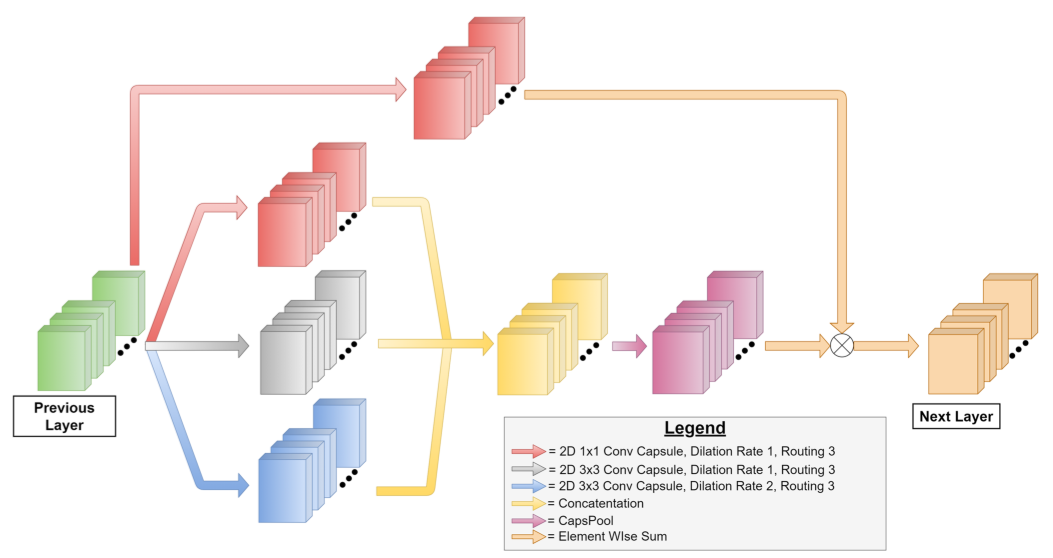 Previous
Layer
Next Layer
Legend
= 2D 1x1 Conv Capsule, Dilation Rate 1, Routing 3
= 2D 3x3 Conv Capsule, Dilation Rate 1, Routing 3
= 2D 3x3 Conv Capsule, Dilation Rate 2, Routing 3
= Concatentation
= CapsPool
= Element WIse Sum